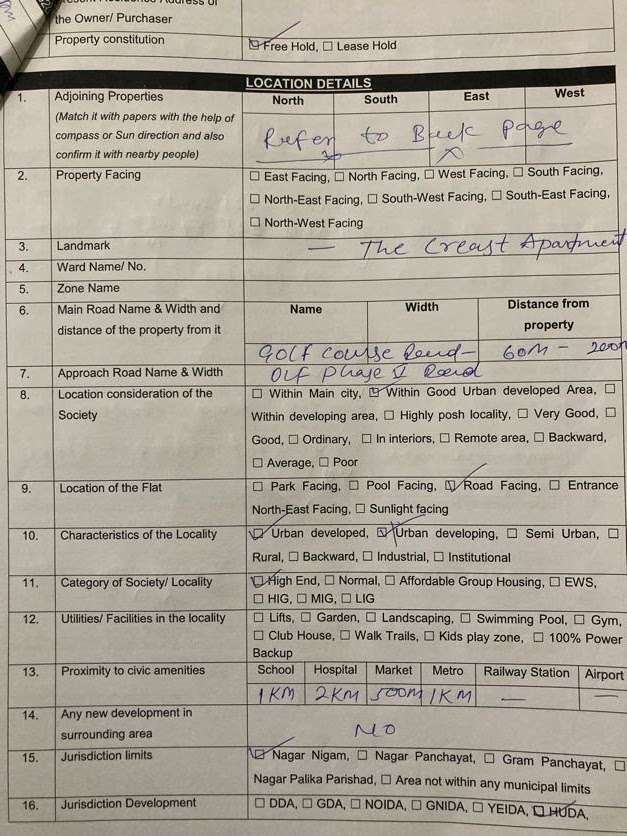 the Owner/ Purchaser
Property constitution ☑ Free Hold, ☐ Lease Hold
LOCATION DETAILS
1. Adjoining Properties North South East West
(Match it with papers with the help of
compass or Sun direction and also
confirm it with nearby people)
Refer to Back page
2. Property Facing ☐ East Facing, ☐ North Facing, ☐ West Facing, ☐ South Facing,
☐ North-East Facing, ☐ South-West Facing, ☐ South-East Facing,
☐ North-West Facing
3. Landmark — The Creast Apartment
4. Ward Name/ No.
5. Zone Name
6. Main Road Name & Width and Name Width Distance from
distance of the property from it property
Golf course Road – 60M – 200m
7. Approach Road Name & Width DLF Phase V Road
8. Location consideration of the ☐ Within Main city, ☑ Within Good Urban developed Area, ☐
Society Within developing area, ☐ Highly posh locality, ☐ Very Good, ☐
Good, ☐ Ordinary, ☐ In interiors, ☐ Remote area, ☐ Backward,
☐ Average, ☐ Poor
9. Location of the Flat ☐ Park Facing, ☐ Pool Facing, ☑ Road Facing, ☐ Entrance
North-East Facing, ☐ Sunlight facing
10. Characteristics of the Locality ☑ Urban developed, ☑ Urban developing, ☐ Semi Urban, ☐
Rural, ☐ Backward, ☐ Industrial, ☐ Institutional
11. Category of Society/ Locality ☑ High End, ☐ Normal, ☐ Affordable Group Housing, ☐ EWS,
☐ HIG, ☐ MIG, ☐ LIG
12. Utilities/ Facilities in the locality ☐ Lifts, ☐ Garden, ☐ Landscaping, ☐ Swimming Pool, ☐ Gym,
☐ Club House, ☐ Walk Trails, ☐ Kids play zone, ☐ 100% Power
Backup
13. Proximity to civic amenities School Hospital Market Metro Railway Station Airport
1KM 2KM 500M 1KM — —
14. Any new development in
surrounding area NO
15. Jurisdiction limits ☑ Nagar Nigam, ☐ Nagar Panchayat, ☐ Gram Panchayat, ☐
Nagar Palika Parishad, ☐ Area not within any municipal limits
16. Jurisdiction Development ☐ DDA, ☐ GDA, ☐ NOIDA, ☐ GNIDA, ☐ YEIDA, ☑ HUDA,